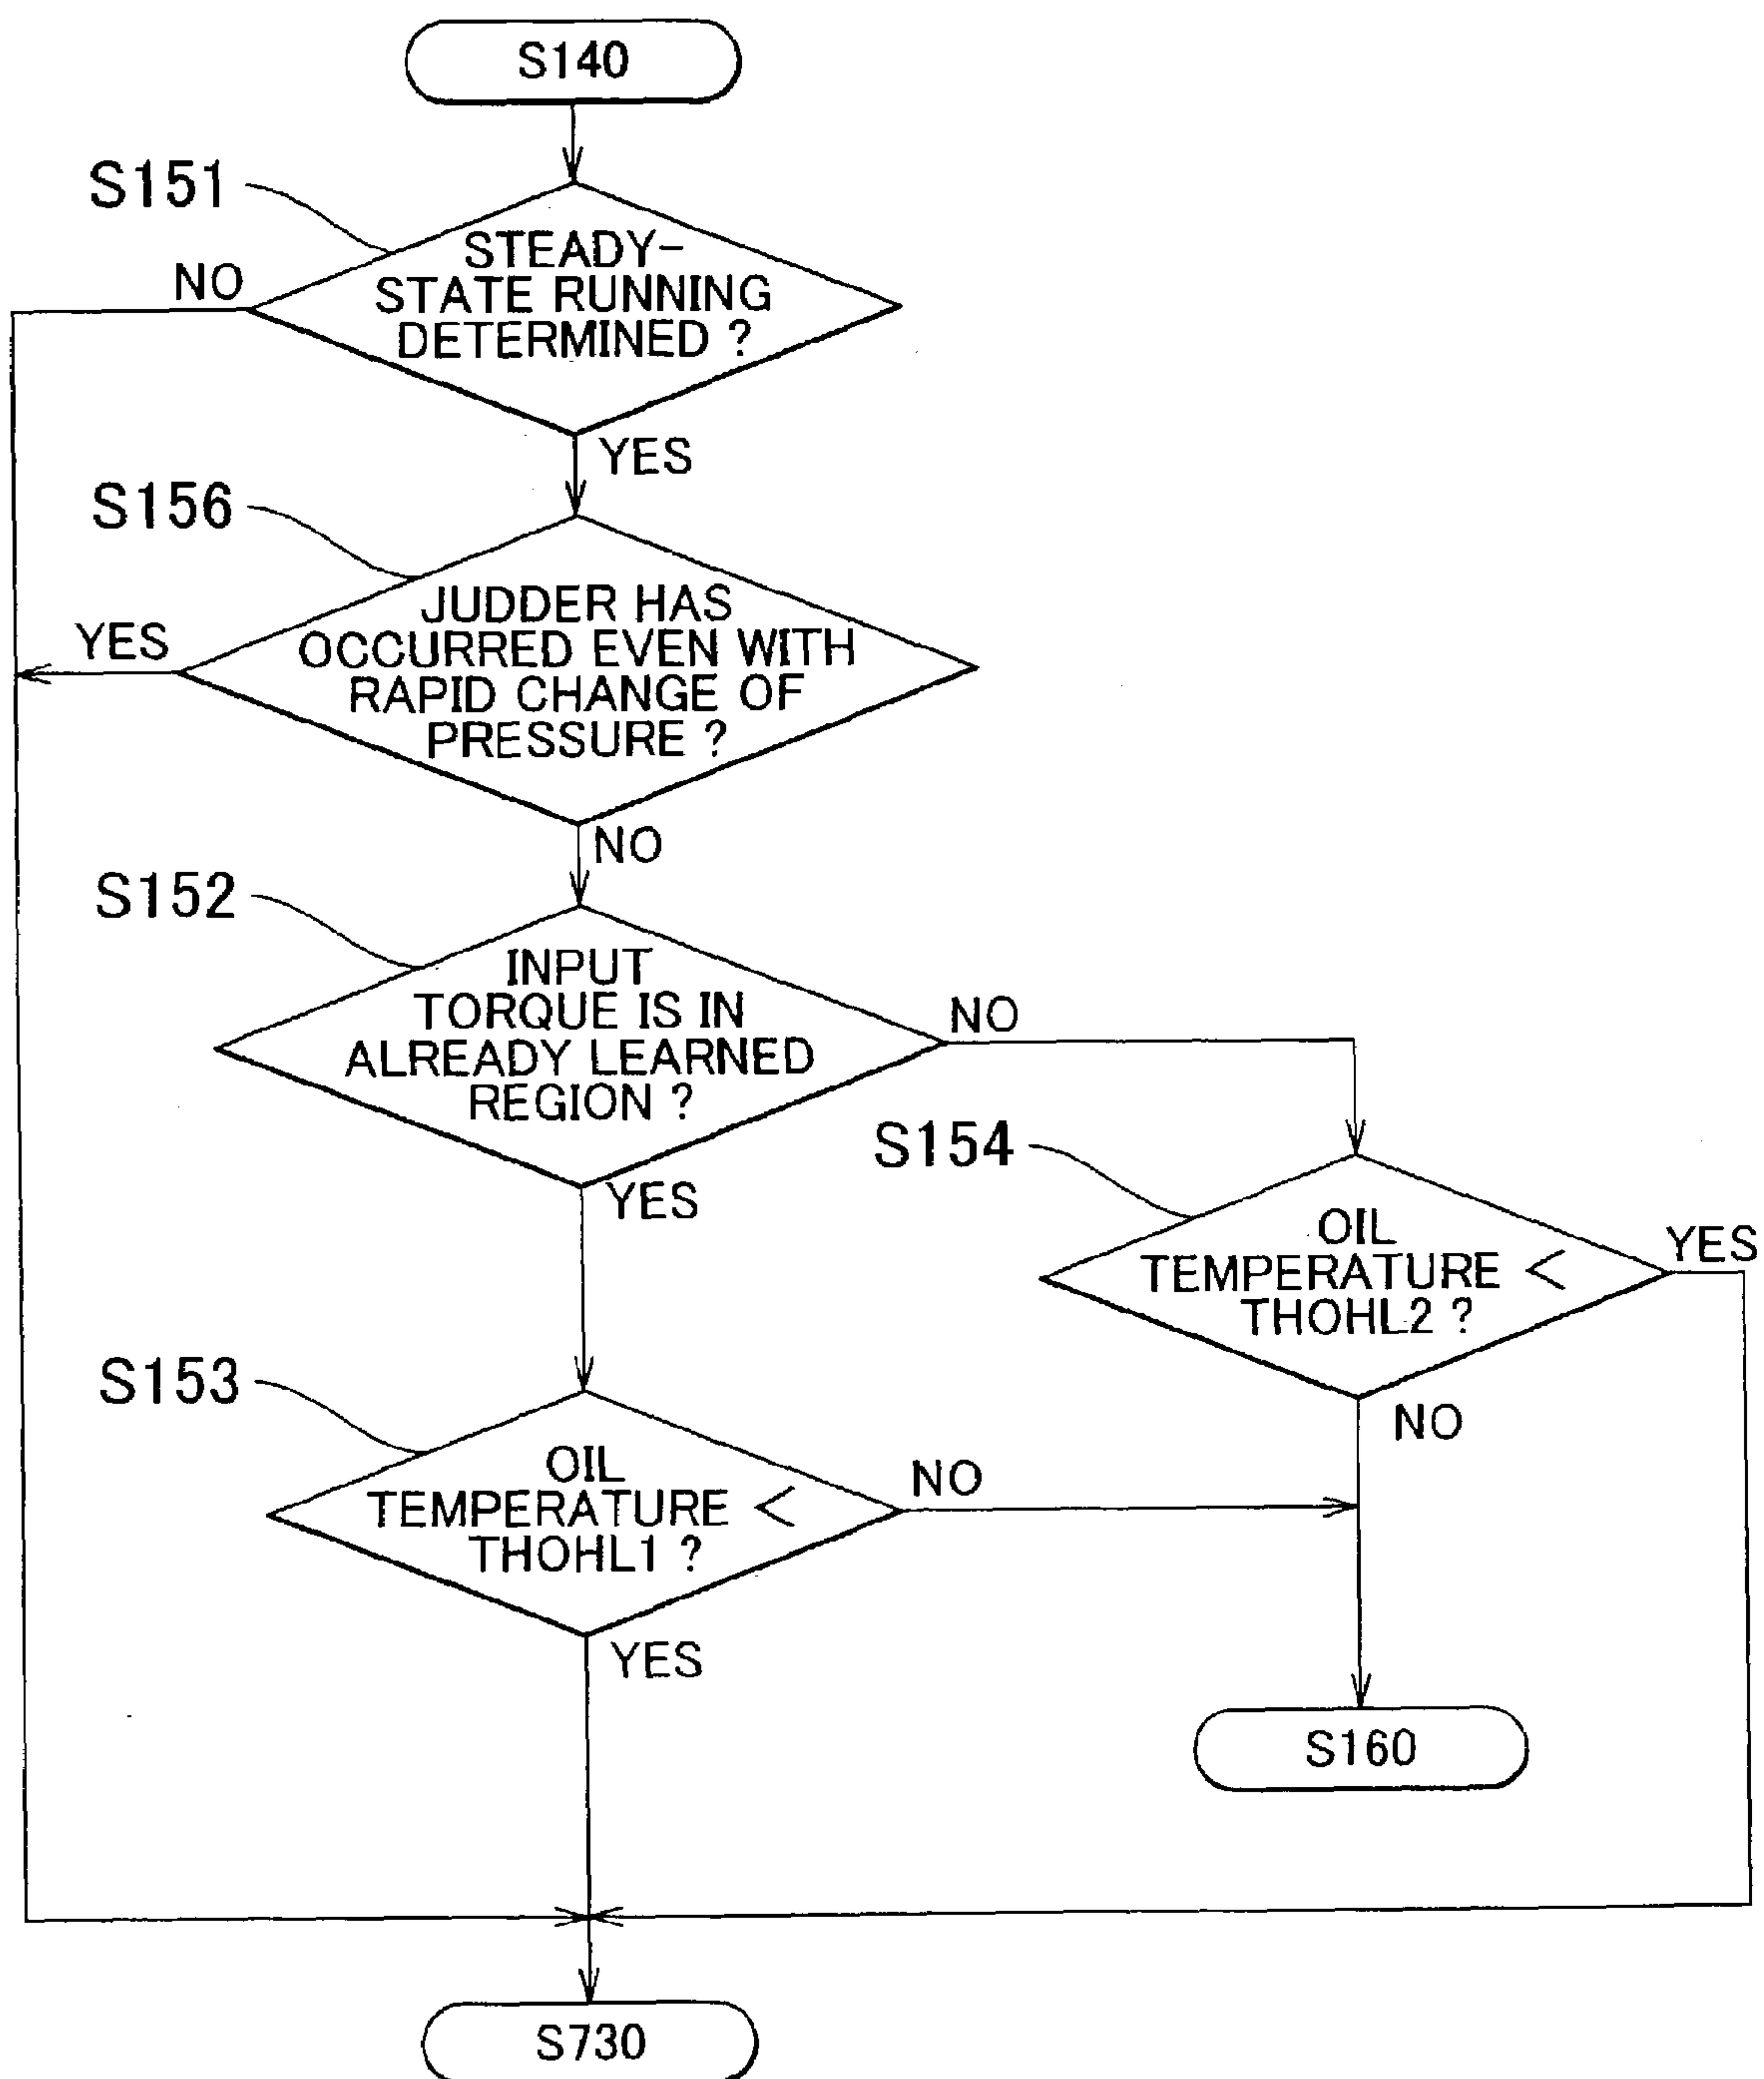 S140
S151
STEADY-
STATE RUNNING
DETERMINED ?
NO
YES
S156
JUDDER HAS
OCCURRED EVEN WITH
RAPID CHANGE OF
PRESSURE ?
YES
NO
S152
INPUT
TORQUE IS IN
ALREADY LEARNED
REGION ?
NO
YES
S154
OIL
TEMPERATURE <
THOHL2 ?
YES
NO
S153
OIL
TEMPERATURE <
THOHL1 ?
NO
YES
S160
S730